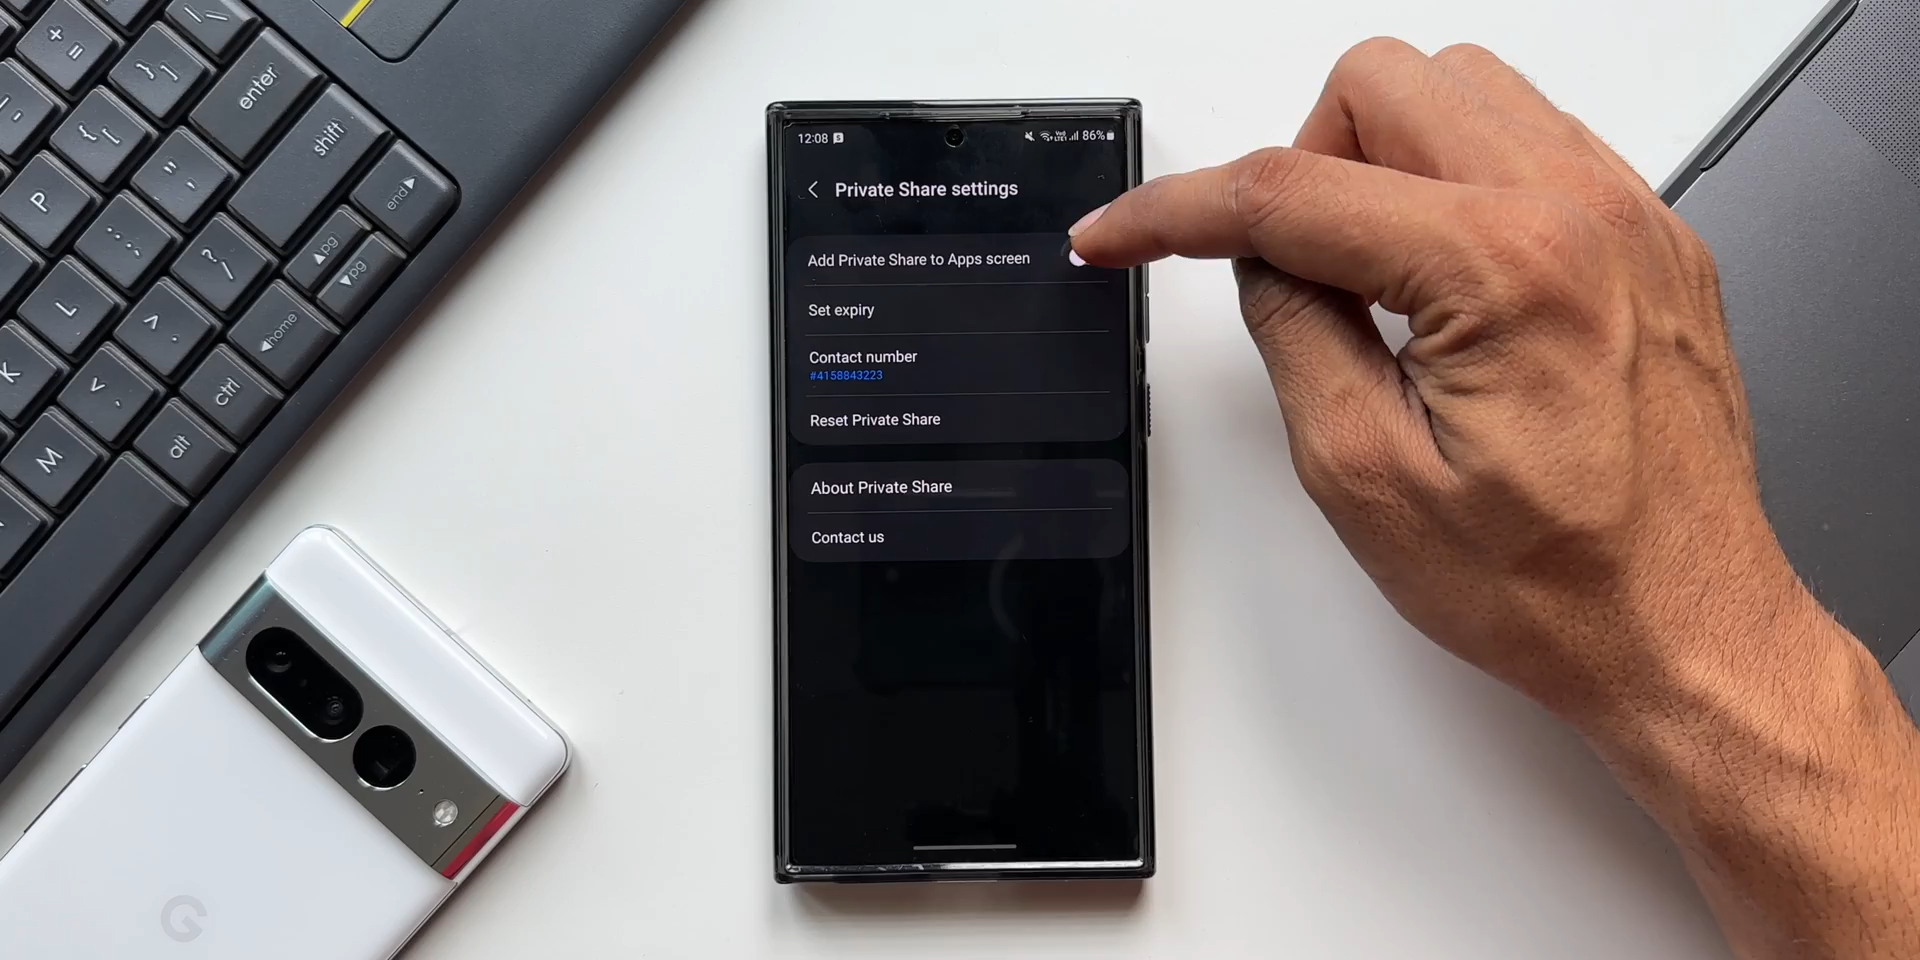 12:08
86%
Private Share settings
Add Private Share to Apps screen
Set expiry
Contact number
#4158843223
Reset Private Share
About Private Share
Contact us
+ =
| \
} ]
enter
{ [
shift
" '
P
: ;
? /
end
pg
pg
L
> .
home
K
< ,
ctrl
M
alt
G